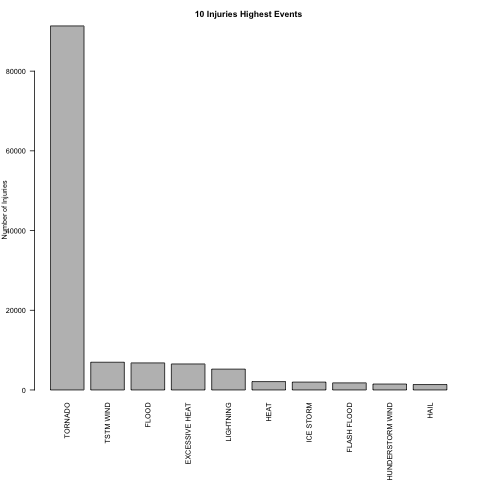 10 Injuries Highest Events
Number of Injuries
80000
60000
40000
20000
0
TORNADO
TSTM WIND
FLOOD
EXCESSIVE HEAT
LIGHTNING
HEAT
ICE STORM
FLASH FLOOD
HUNDERSTORM WIND
HAIL